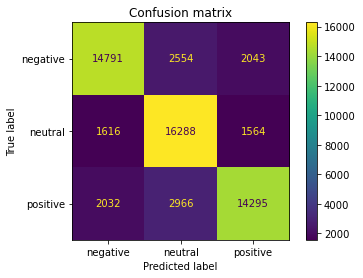 Confusion matrix
True label
negative 14791 2554 2043
neutral 1616 16288 1564
positive 2032 2966 14295
negative neutral positive
Predicted label
16000
14000
12000
10000
8000
6000
4000
2000